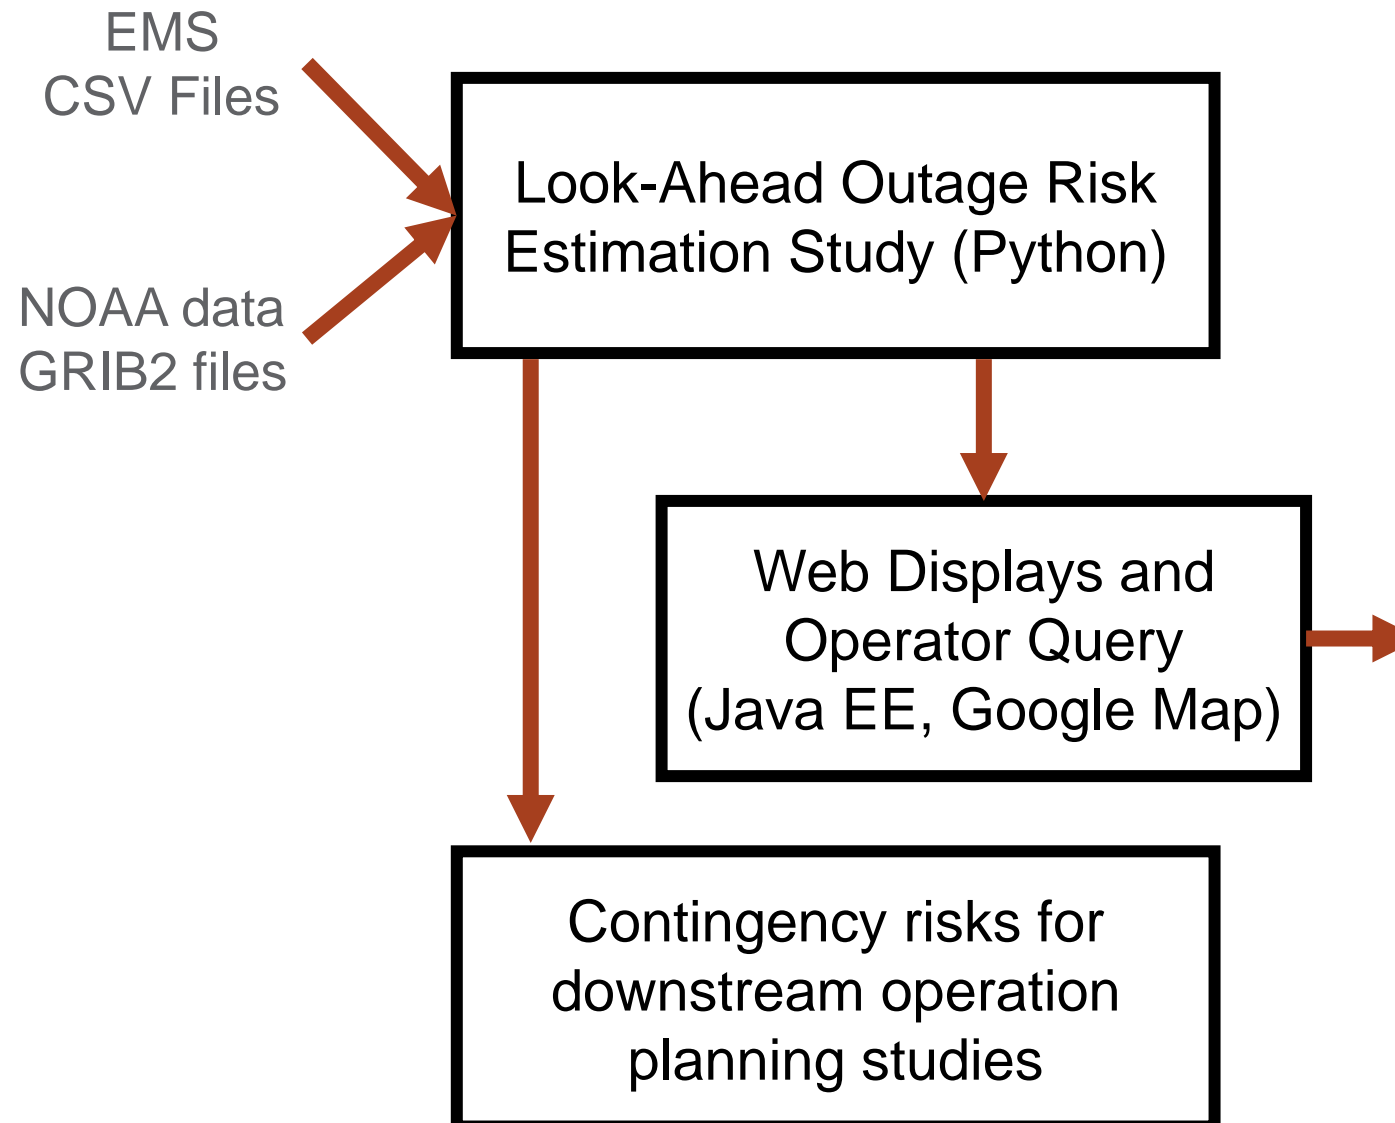 EMS
CSV Files
Look-Ahead Outage Risk
Estimation Study (Python)
NOAA data
GRIB2 files
Web Displays and
Operator Query
(Java EE, Google Map)
Contingency risks for
downstream operation
planning studies